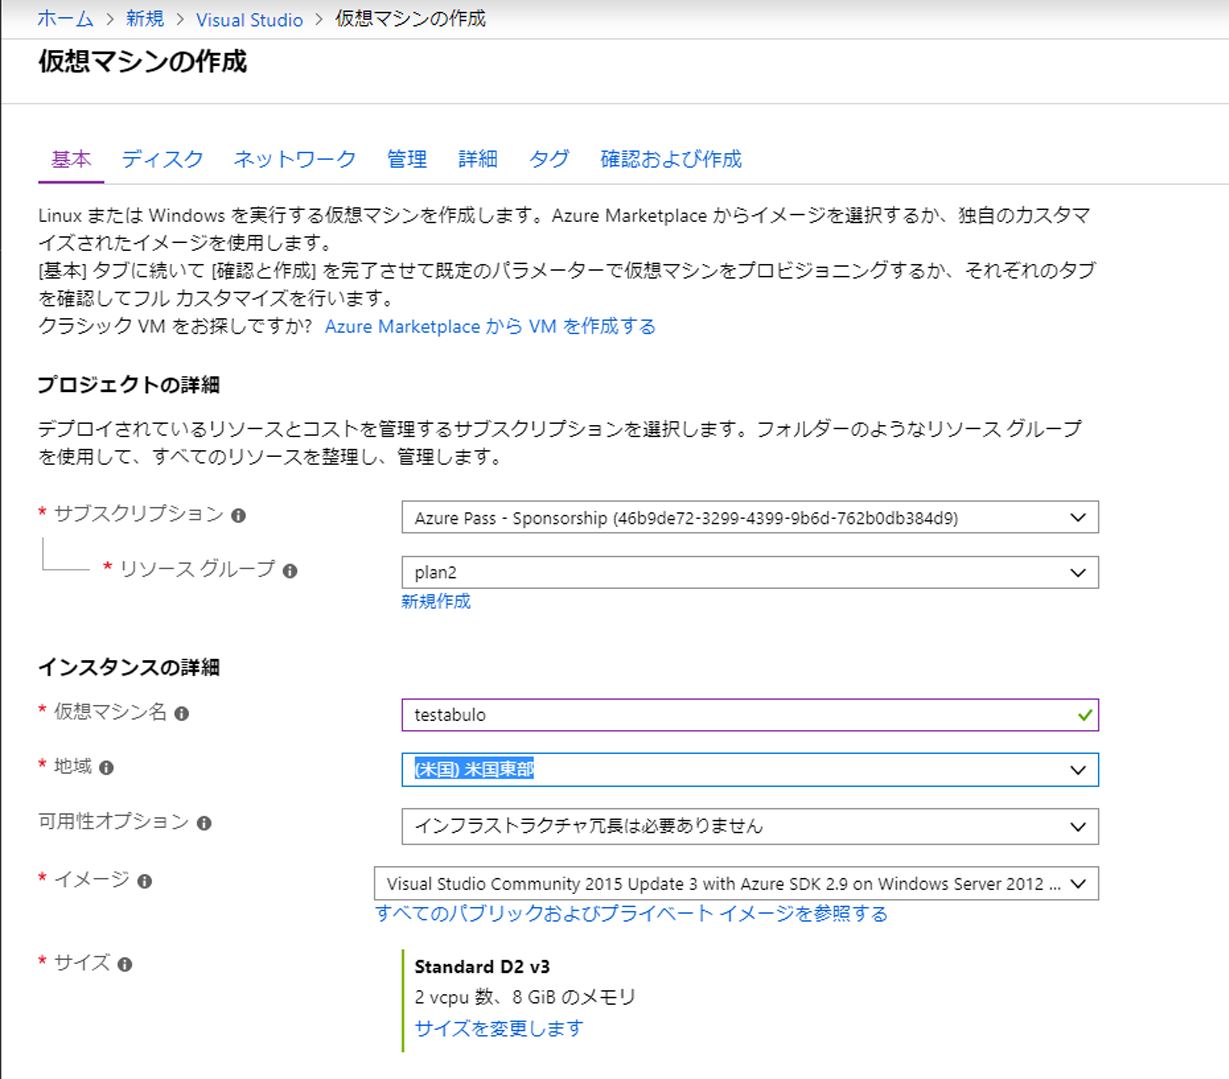 ホーム > 新規 > Visual Studio > 仮想マシンの作成
仮想マシンの作成
基本 ディスク ネットワーク 管理 詳細 タグ 確認および作成
Linux または Windows を実行する仮想マシンを作成します。Azure Marketplace からイメージを選択するか、独自のカスタマ
イズされたイメージを使用します。
[基本] タブに続いて [確認と作成] を完了させて既定のパラメーターで仮想マシンをプロビジョニングするか、それぞれのタブ
を確認してフル カスタマイズを行います。
クラシック VM をお探しですか? Azure Marketplace から VM を作成する
プロジェクトの詳細
デプロイされているリソースとコストを管理するサブスクリプションを選択します。フォルダーのようなリソース グループ
を使用して、すべてのリソースを整理し、管理します。
* サブスクリプション Azure Pass - Sponsorship (46b9de72-3299-4399-9b6d-762b0db384d9)
* リソース グループ plan2
新規作成
インスタンスの詳細
* 仮想マシン名 testabulo
* 地域 (米国) 米国東部
可用性オプション インフラストラクチャ冗長は必要ありません
* イメージ Visual Studio Community 2015 Update 3 with Azure SDK 2.9 on Windows Server 2012 ...
すべてのパブリックおよびプライベート イメージを参照する
* サイズ Standard D2 v3
2 vcpu 数、8 GiB のメモリ
サイズを変更します